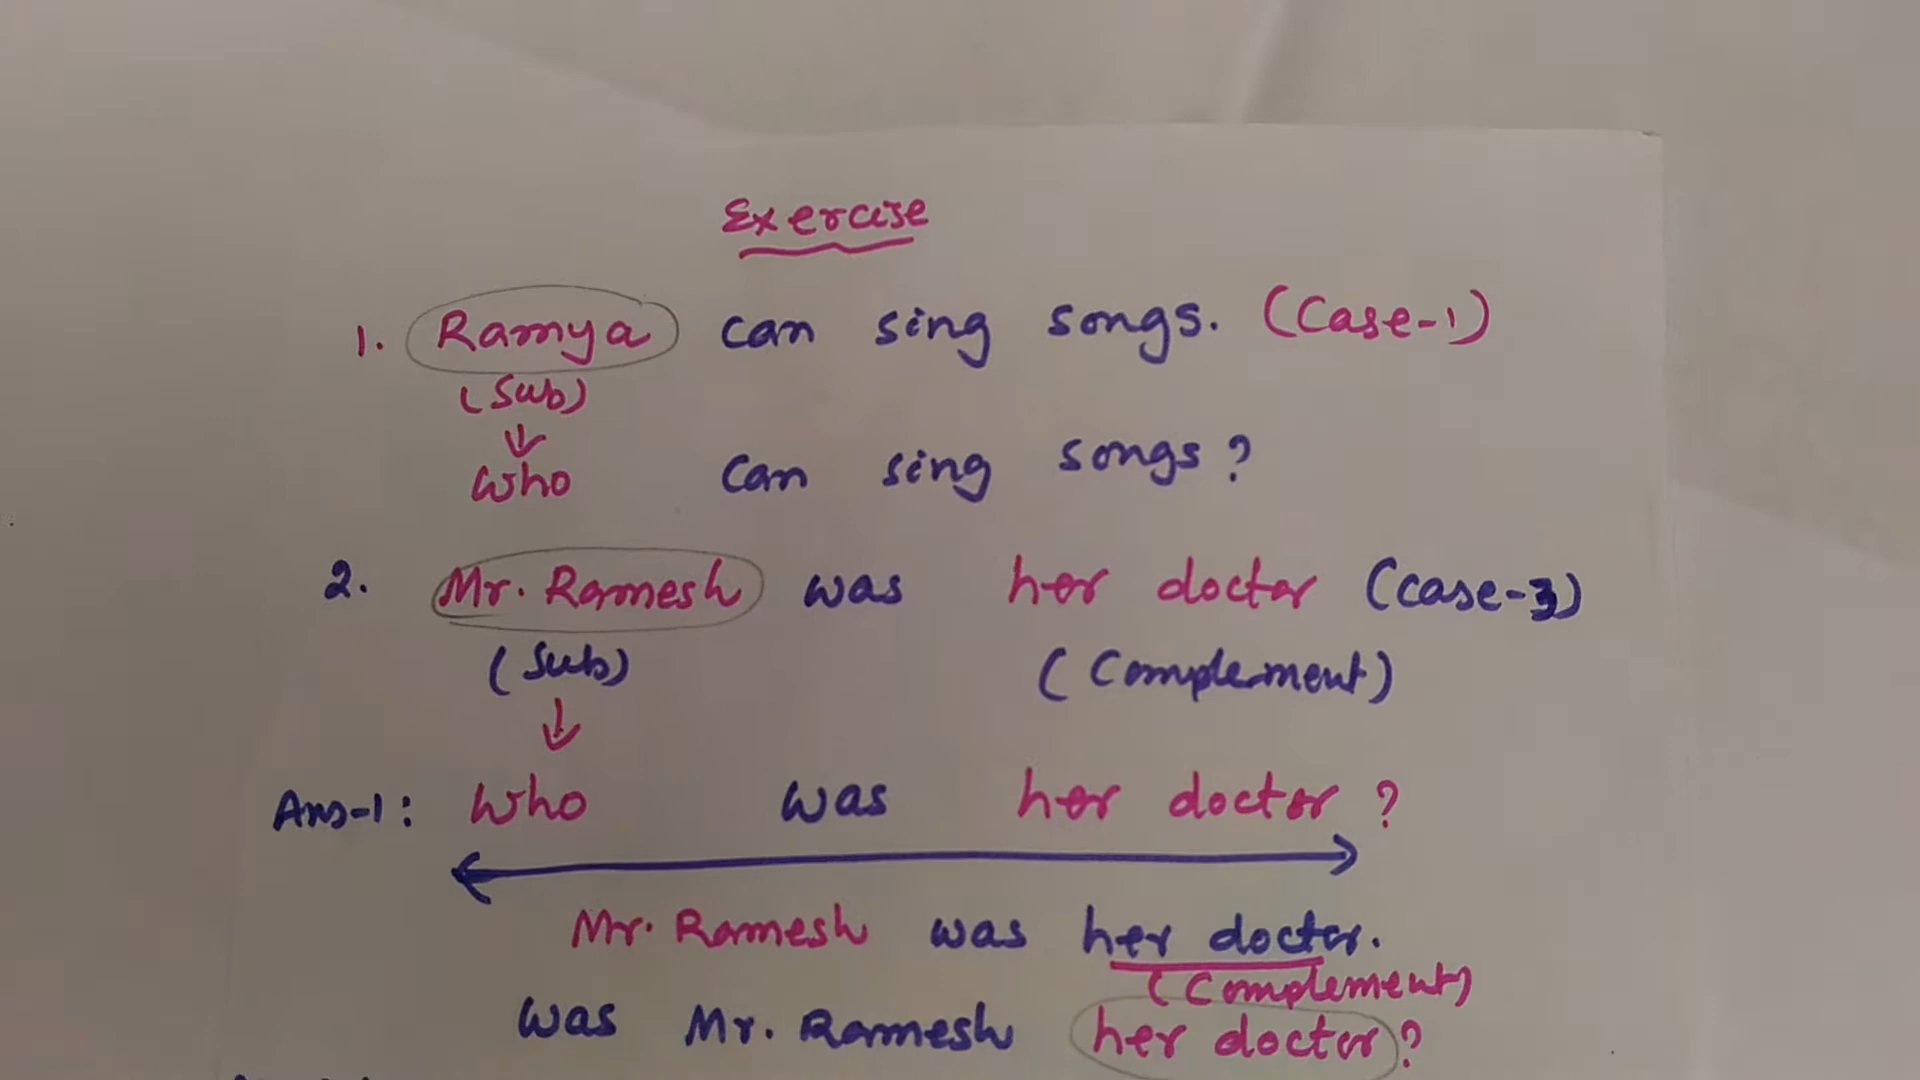 Exercise
1. Ramya can sing songs. (Case-1)
(Sub)
↓
Who can sing songs?
2. Mr. Ramesh was her doctor (Case-3)
(Sub) (Complement)
↓
Ans-1: Who was her doctor?
Mr. Ramesh was her doctor.
(Complement)
was Mr. Ramesh her doctor?